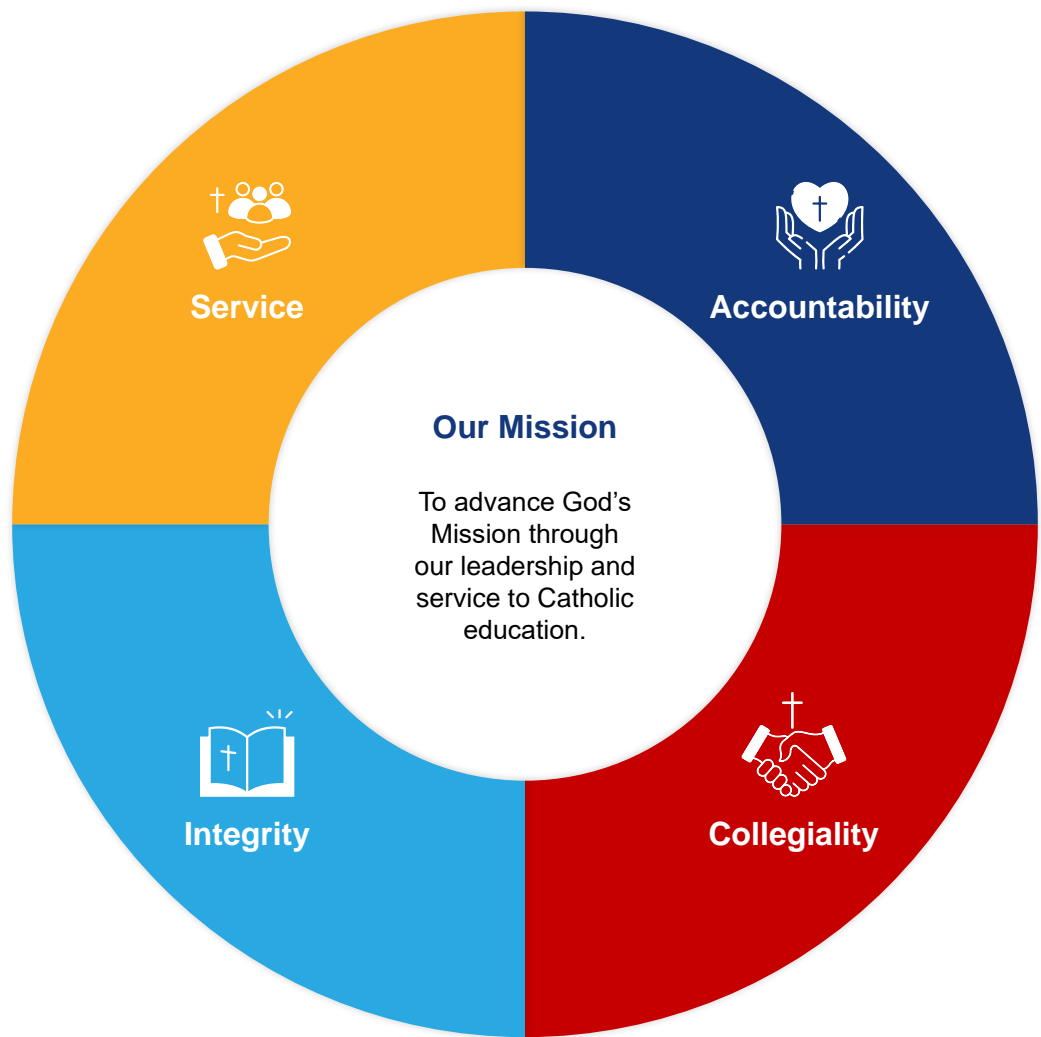 Service
Accountability
Our Mission
To advance God’s
Mission through
our leadership and
service to Catholic
education.
Integrity
Collegiality